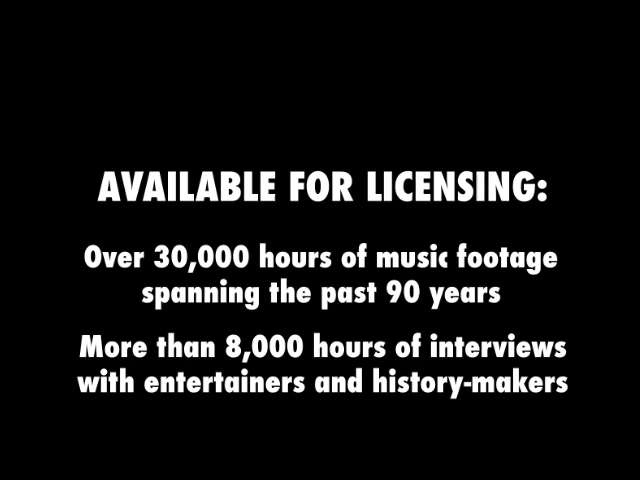 AVAILABLE FOR LICENSING:
Over 30,000 hours of music footage
spanning the past 90 years
More than 8,000 hours of interviews
with entertainers and history-makers